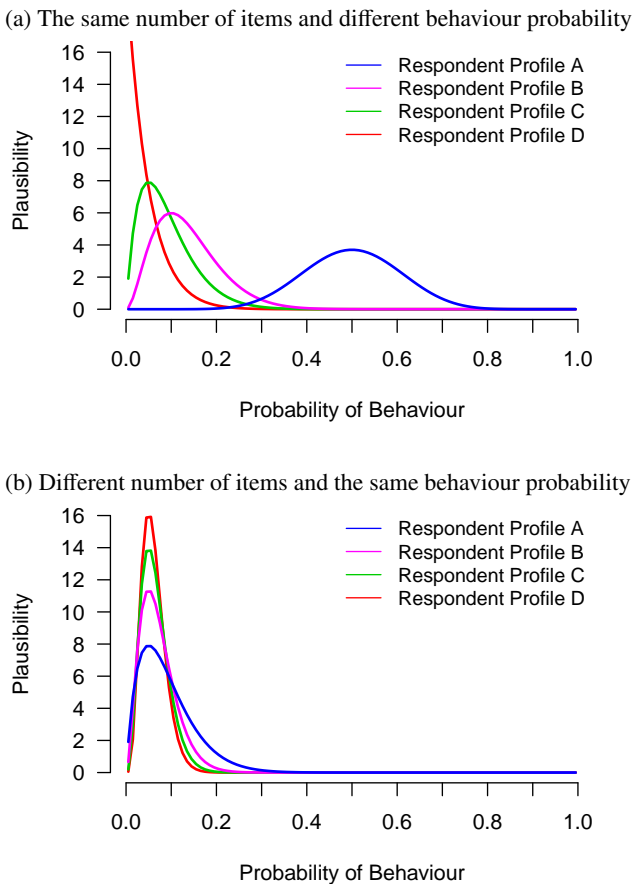 (a) The same number of items and different behaviour probability
16
14
12
10
8
6
4
2
0
Plausibility
Respondent Profile A
Respondent Profile B
Respondent Profile C
Respondent Profile D
0.0 0.2 0.4 0.6 0.8 1.0
Probability of Behaviour
(b) Different number of items and the same behaviour probability
16
14
12
10
8
6
4
2
0
Plausibility
Respondent Profile A
Respondent Profile B
Respondent Profile C
Respondent Profile D
0.0 0.2 0.4 0.6 0.8 1.0
Probability of Behaviour